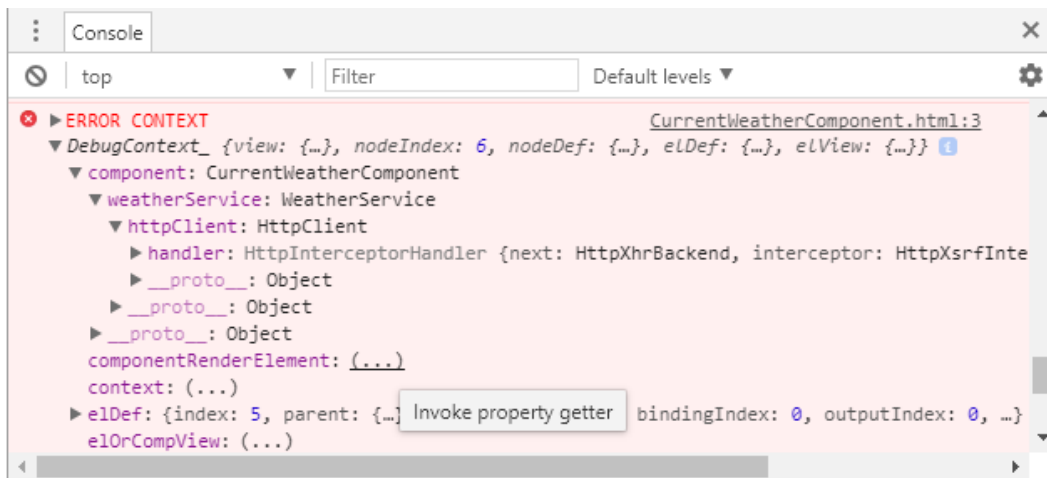 Console
top ▼ Filter Default levels ▼
▶ERROR CONTEXT CurrentWeatherComponent.html:3
▼DebugContext_ {view: {…}, nodeIndex: 6, nodeDef: {…}, elDef: {…}, elView: {…}} i
▼component: CurrentWeatherComponent
▼weatherService: WeatherService
▼httpClient: HttpClient
▶handler: HttpInterceptorHandler {next: HttpXhrBackend, interceptor: HttpXsrfInte
▶__proto__: Object
▶__proto__: Object
▶__proto__: Object
componentRenderElement: (...)
context: (...)
▶elDef: {index: 5, parent: {… Invoke property getter bindingIndex: 0, outputIndex: 0, …}
elOrCompView: (...)